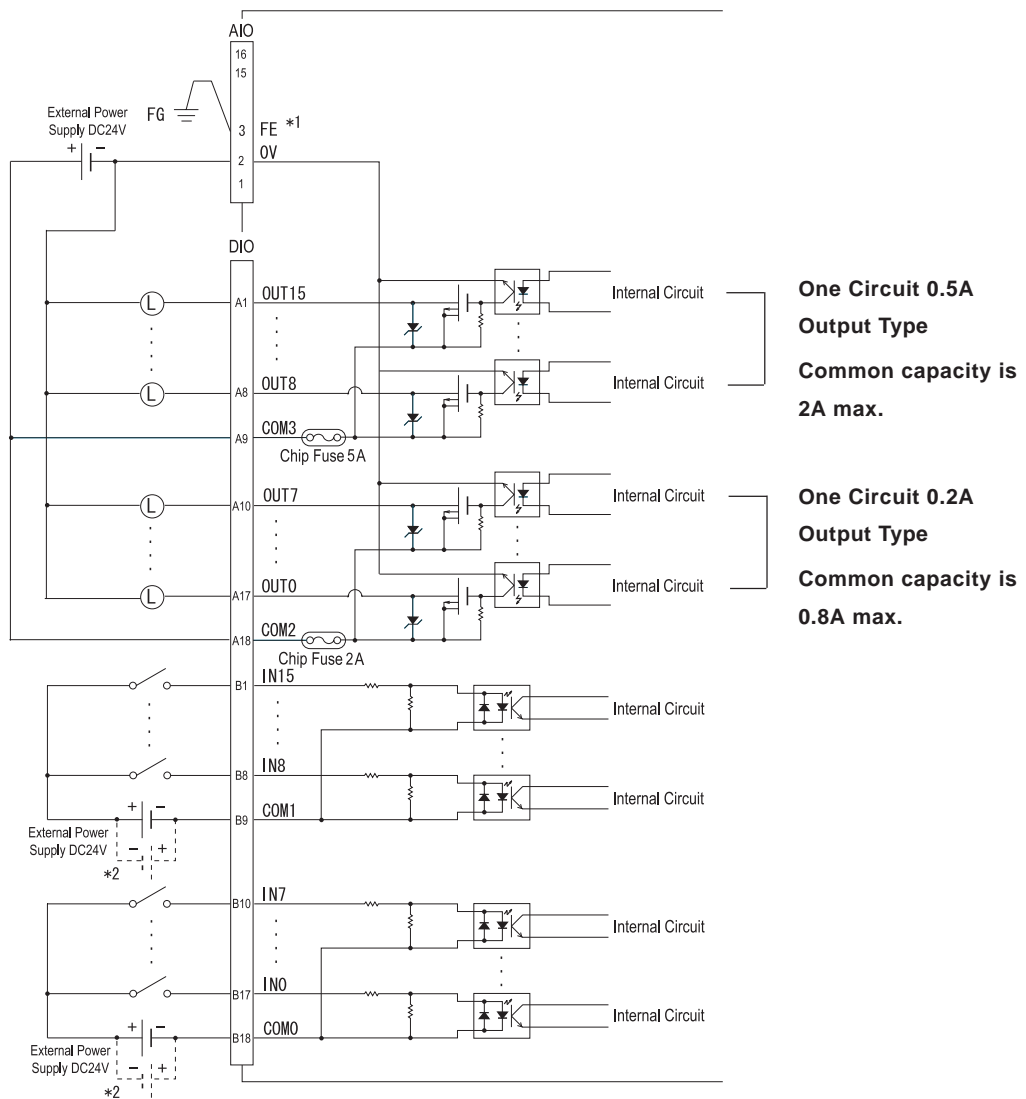 AIO
16
15
External Power
Supply DC24V
+ −
FG
3 FE *1
2 0V
1
DIO
L A1 OUT15
Internal Circuit
L A8 OUT8
Internal Circuit
A9 COM3
Chip Fuse 5A
One Circuit 0.5A
Output Type
Common capacity is
2A max.
L A10 OUT7
Internal Circuit
L A17 OUT0
Internal Circuit
A18 COM2
Chip Fuse 2A
One Circuit 0.2A
Output Type
Common capacity is
0.8A max.
B1 IN15
Internal Circuit
B8 IN8
Internal Circuit
+ −
B9 COM1
External Power
Supply DC24V
− +
*2
B10 IN7
Internal Circuit
B17 IN0
Internal Circuit
+ −
B18 COM0
External Power
Supply DC24V
− +
*2